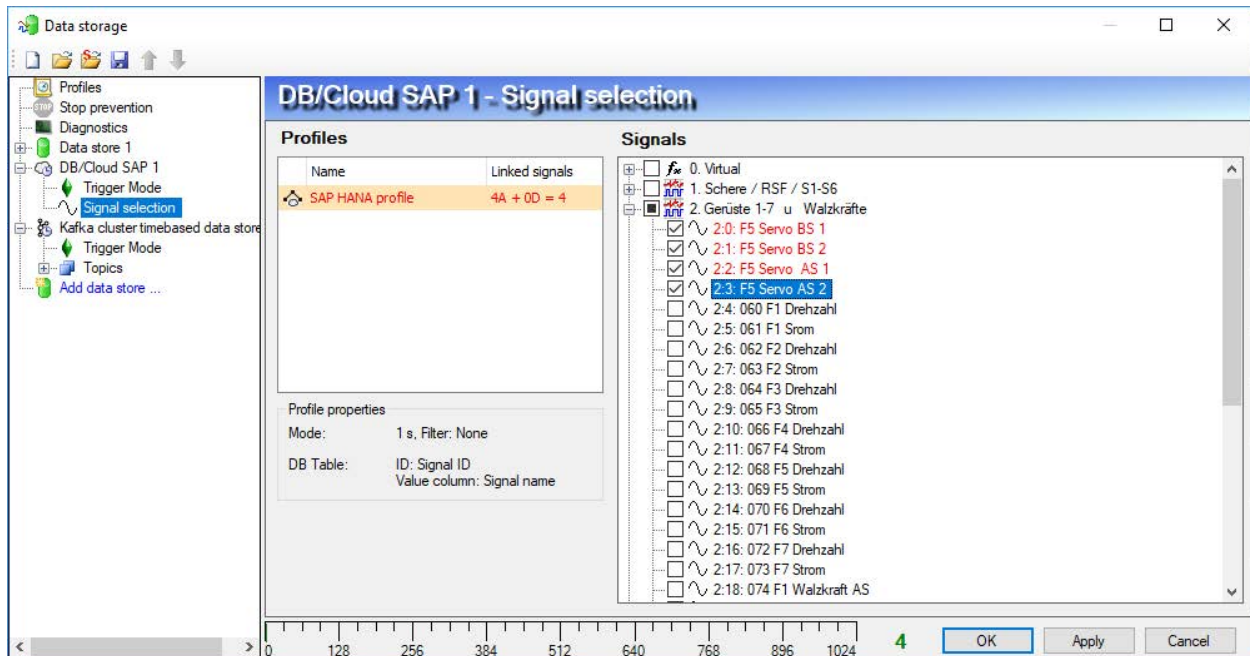 Data storage
Profiles
STOP
Stop prevention
Diagnostics
Data store 1
DB/Cloud SAP 1
Trigger Mode
Signal selection
Kafka cluster timebased data store
Trigger Mode
Topics
Add data store ...
DB/Cloud SAP 1 - Signal selection
Profiles
Name Linked signals
SAP HANA profile 4A + 0D = 4
Profile properties
Mode: 1 s, Filter: None
DB Table: ID: Signal ID
Value column: Signal name
Signals
fx 0. Virtual
1. Schere / RSF / S1-S6
2. Gerüste 1-7 u Walzkräfte
2:0: F5 Servo BS 1
2:1: F5 Servo BS 2
2:2: F5 Servo AS 1
2:3: F5 Servo AS 2
2:4: 060 F1 Drehzahl
2:5: 061 F1 Srom
2:6: 062 F2 Drehzahl
2:7: 063 F2 Strom
2:8: 064 F3 Drehzahl
2:9: 065 F3 Strom
2:10: 066 F4 Drehzahl
2:11: 067 F4 Strom
2:12: 068 F5 Drehzahl
2:13: 069 F5 Strom
2:14: 070 F6 Drehzahl
2:15: 071 F6 Strom
2:16: 072 F7 Drehzahl
2:17: 073 F7 Strom
2:18: 074 F1 Walzkraft AS
0 128 256 384 512 640 768 896 1024
4
OK Apply Cancel